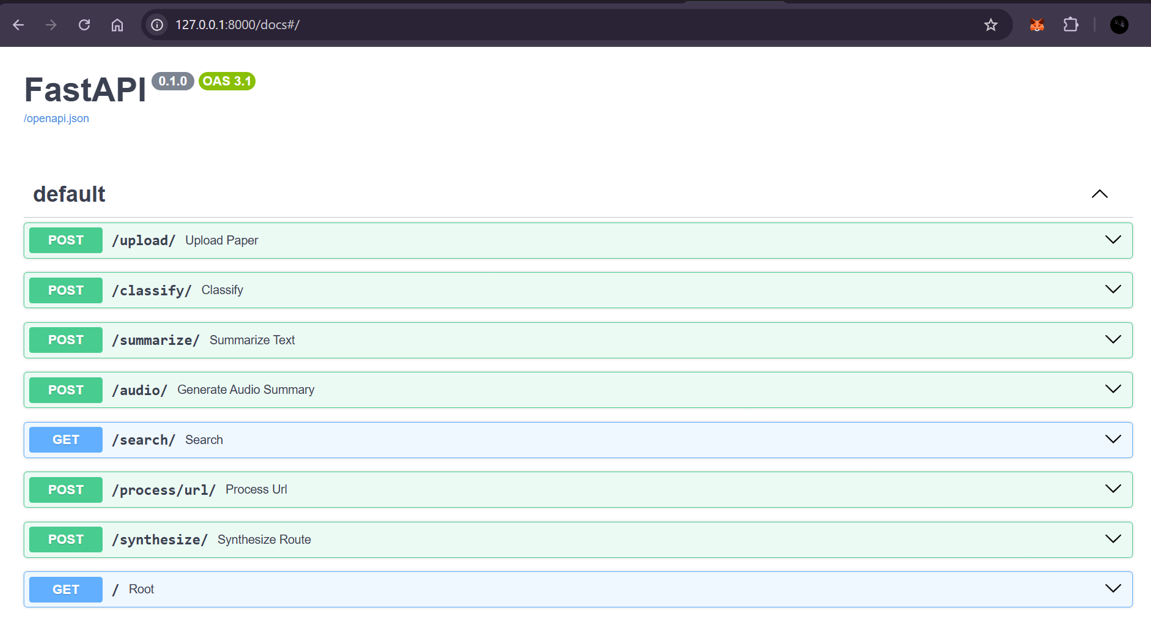 127.0.0.1:8000/docs#/
FastAPI 0.1.0 OAS 3.1
/openapi.json
default
POST /upload/ Upload Paper
POST /classify/ Classify
POST /summarize/ Summarize Text
POST /audio/ Generate Audio Summary
GET /search/ Search
POST /process/url/ Process Url
POST /synthesize/ Synthesize Route
GET / Root